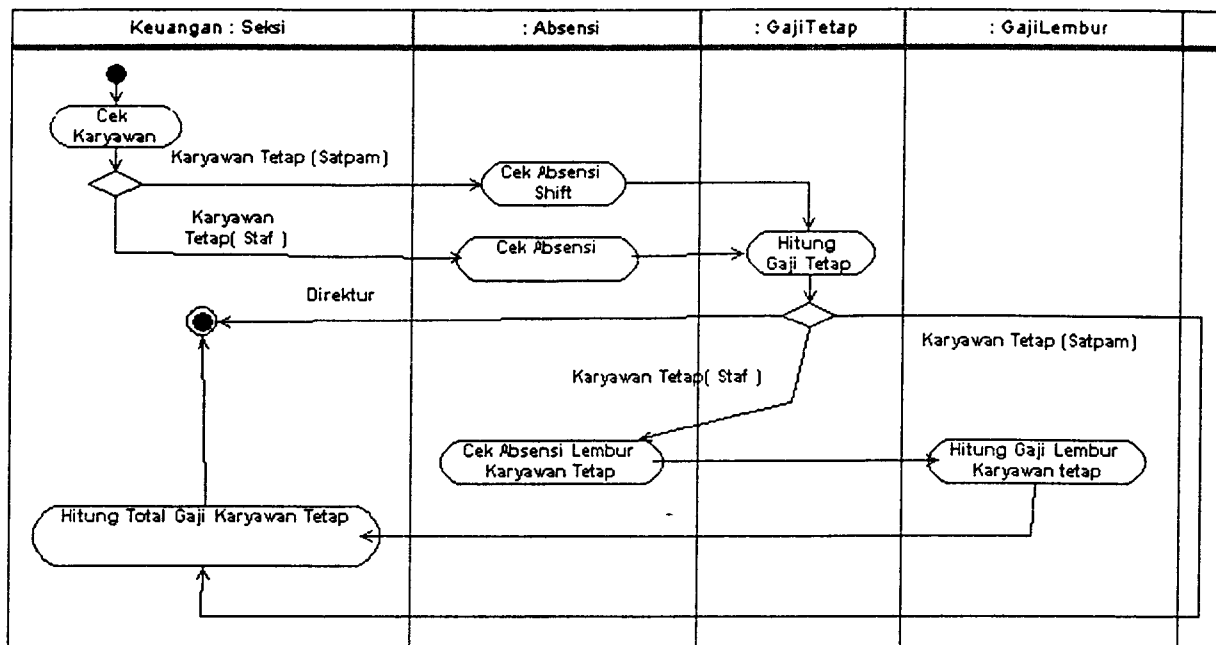 Keuangan : Seksi
: Absensi
: GajiTetap
: GajiLembur
Cek
Karyawan
Karyawan Tetap (Satpam)
Cek Absensi
Shift
Karyawan
Tetap( Staf )
Cek Absensi
Hitung
Gaji Tetap
Direktur
Karyawan Tetap (Satpam)
Karyawan Tetap( Staf )
Cek Absensi Lembur
Karyawan Tetap
Hitung Gaji Lembur
Karyawan tetap
Hitung Total Gaji Karyawan Tetap